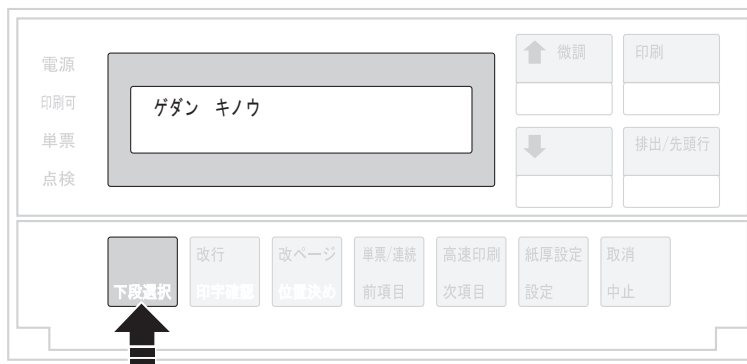 電源
印刷可
単票
点検
ゲダン キノウ
微調
印刷
排出/先頭行
下段選択
改行
印字確認
改ページ
位置決め
単票/連続
前項目
高速印刷
次項目
紙厚設定
設定
取消
中止